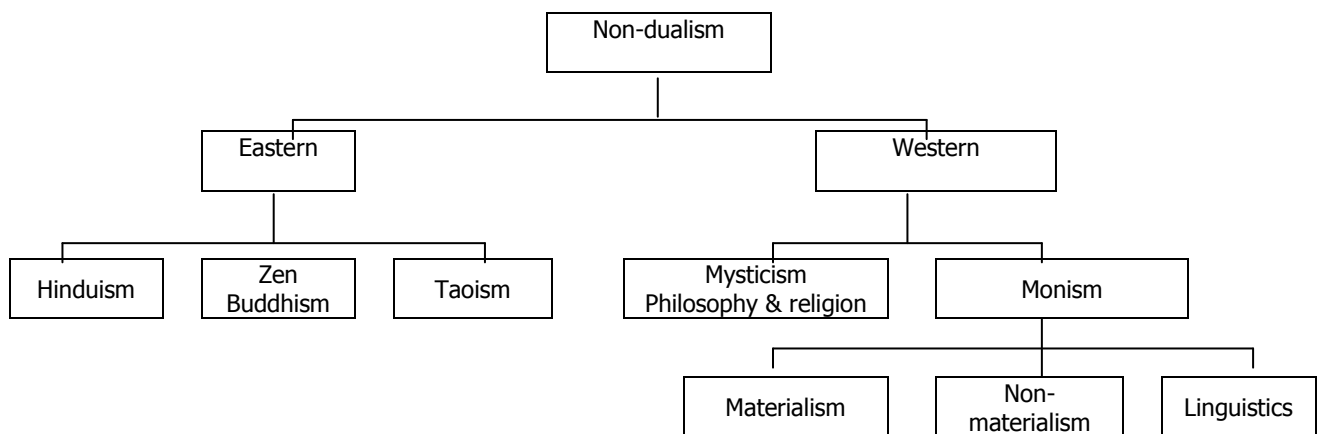 Non-dualism
Eastern
Western
Hinduism
Zen
Buddhism
Taoism
Mysticism
Philosophy & religion
Monism
Materialism
Non-
materialism
Linguistics